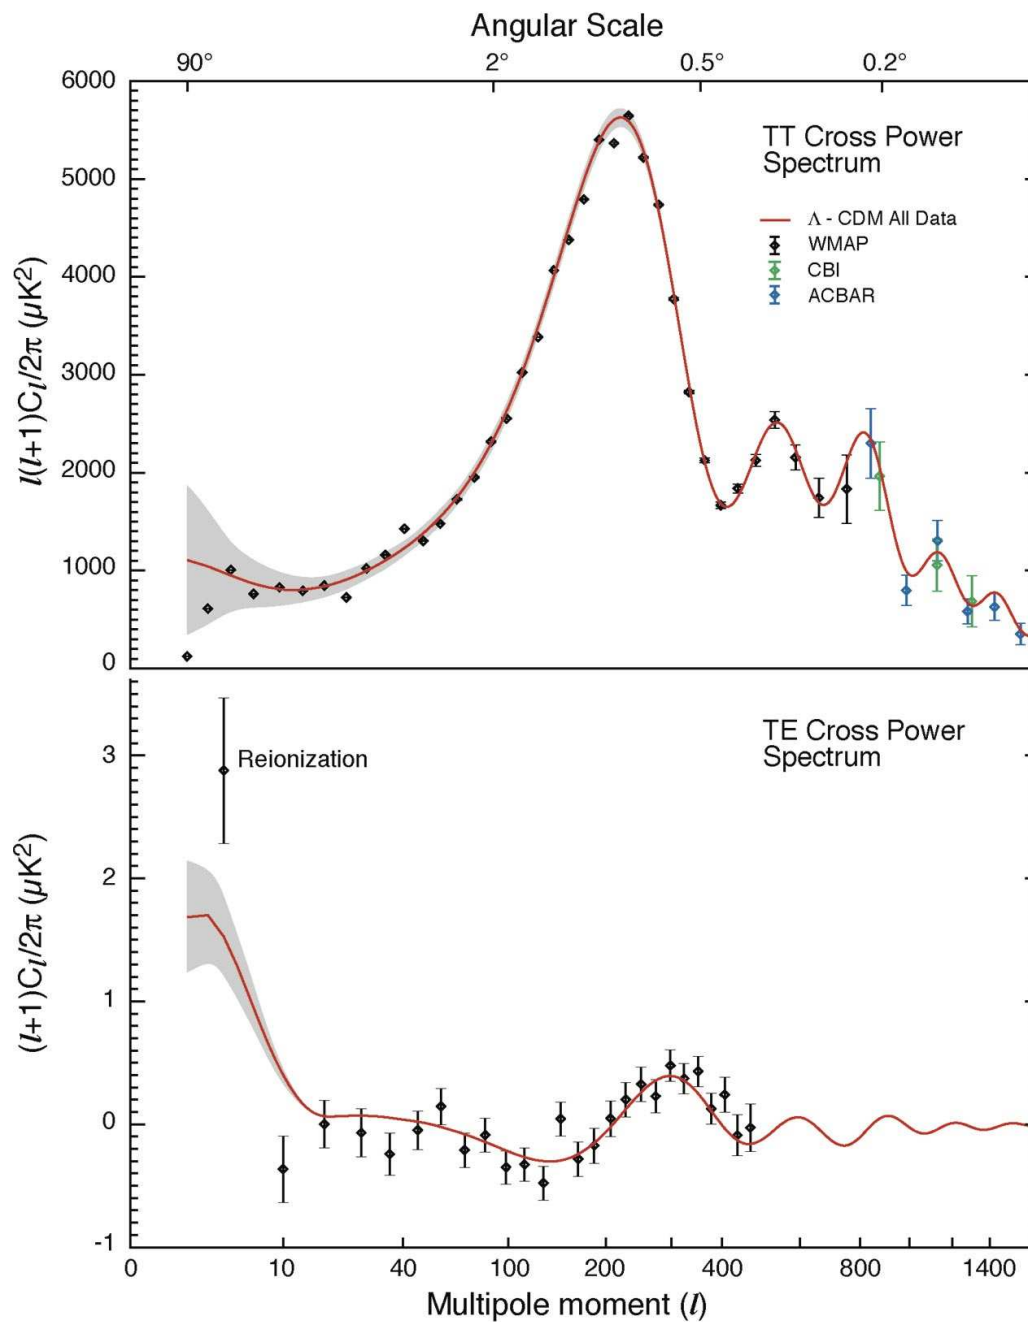 Angular Scale
90° 2° 0.5° 0.2°
6000
5000
4000
3000
2000
1000
0
l(l+1)Cl/2π (μK²)
TT Cross Power
Spectrum
Λ - CDM All Data
WMAP
CBI
ACBAR
3
2
1
0
-1
(l+1)Cl/2π (μK²)
Reionization
TE Cross Power
Spectrum
0 10 40 100 200 400 800 1400
Multipole moment (l)